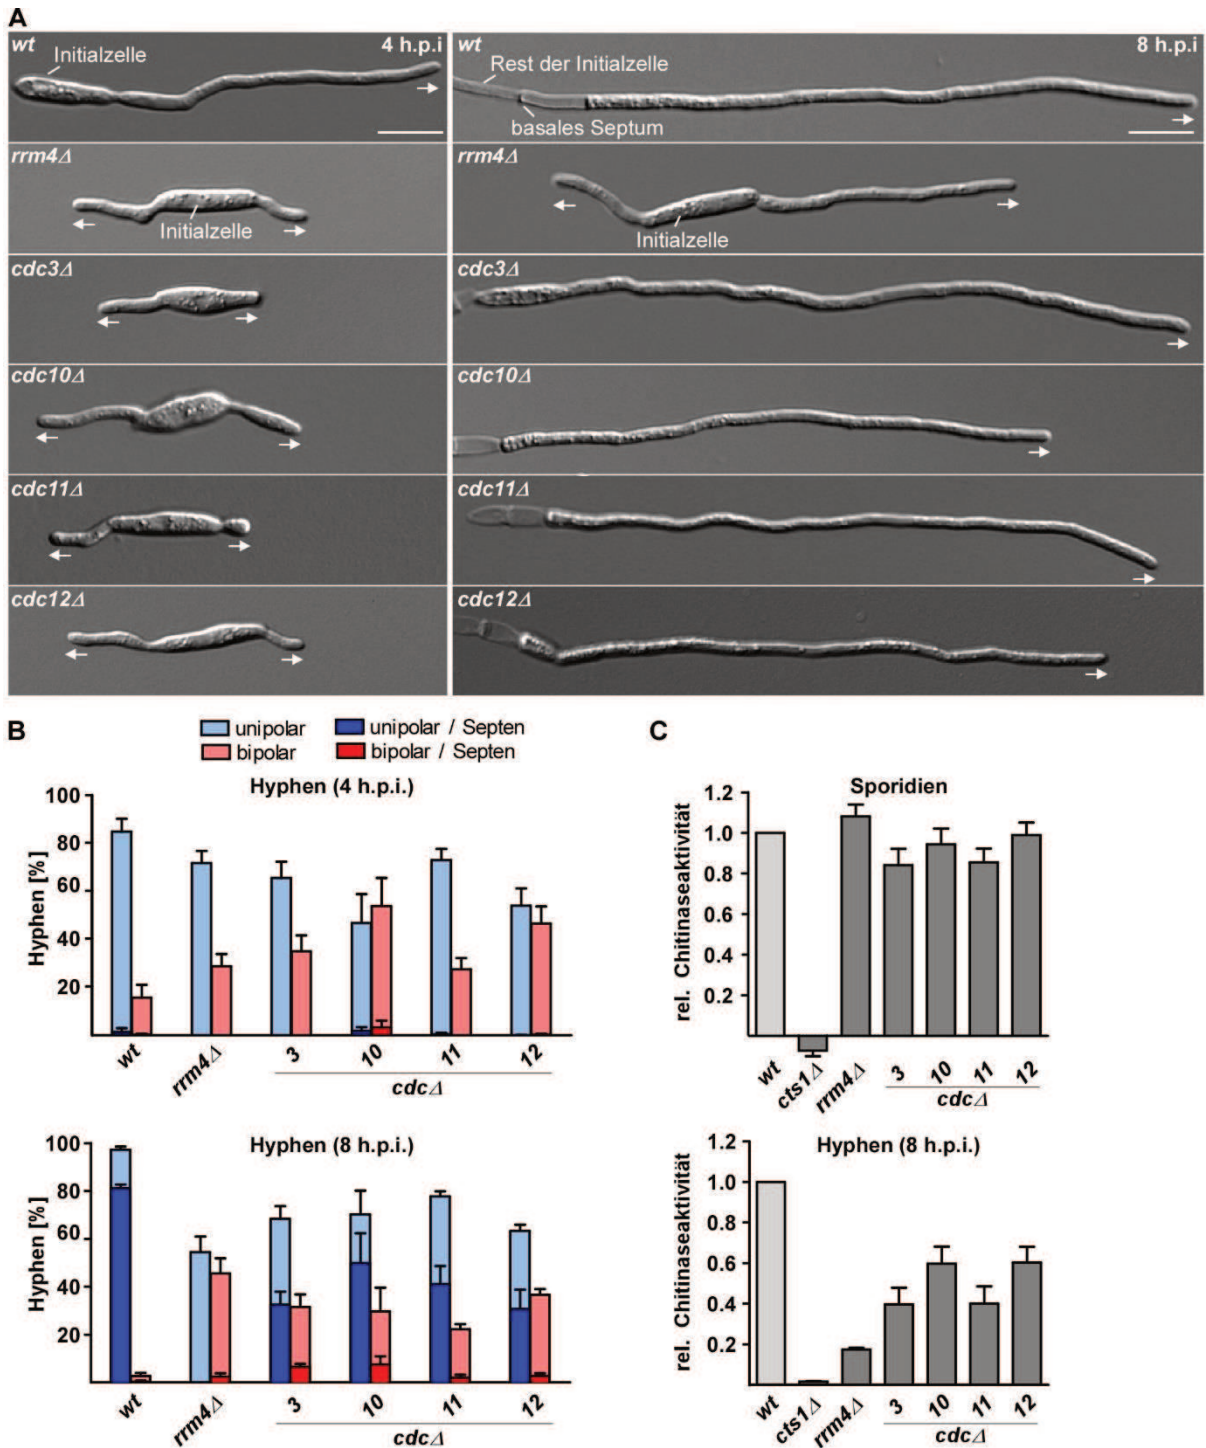 A
wt
4 h.p.i
Initialzelle
wt
8 h.p.i
Rest der Initialzelle
basales Septum
rrm4Δ
Initialzelle
rrm4Δ
Initialzelle
cdc3Δ
cdc3Δ
cdc10Δ
cdc10Δ
cdc11Δ
cdc11Δ
cdc12Δ
cdc12Δ
B
unipolar
unipolar / Septen
bipolar
bipolar / Septen
Hyphen (4 h.p.i.)
Hyphen [%]
100
80
60
40
20
wt
rrm4Δ
3
10
11
12
cdcΔ
Hyphen (8 h.p.i.)
Hyphen [%]
100
80
60
40
20
wt
rrm4Δ
3
10
11
12
cdcΔ
C
Sporidien
rel. Chitinaseaktivität
1.2
1.0
0.8
0.6
0.4
0.2
wt
cts1Δ
rrm4Δ
3
10
11
12
cdcΔ
Hyphen (8 h.p.i.)
rel. Chitinaseaktivität
1.2
1.0
0.8
0.6
0.4
0.2
wt
cts1Δ
rrm4Δ
3
10
11
12
cdcΔ